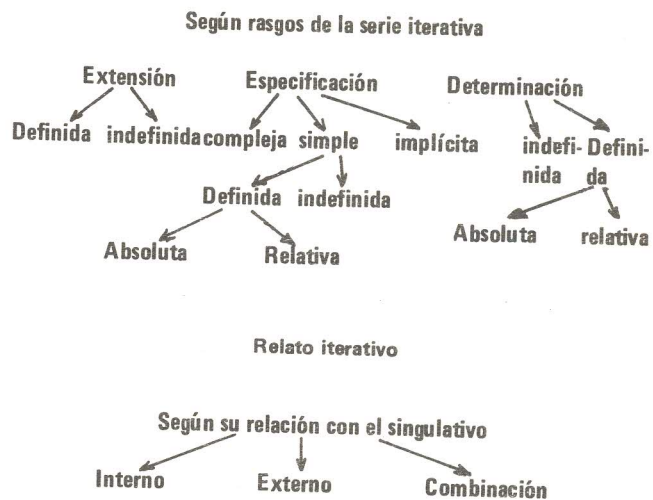 Según rasgos de la serie iterativa
Extensión Especificación Determinación
Definida indefinida compleja simple implícita indefi- Defini-
nida da
Definida indefinida
Absoluta Relativa Absoluta relativa
Relato iterativo
Según su relación con el singulativo
Interno Externo Combinación